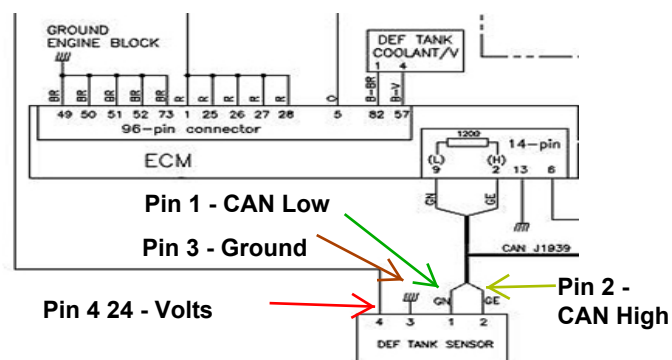 GROUND
ENGINE BLOCK
DEF TANK
COOLANT/V
1 4
BR BR BR BR BR R R R R R O B-BR B-V
49 50 51 52 73 1 25 26 27 28 5 82 57
96-pin connector
120Ω 14-pin
ECM
(L) (H)
9 2 13 6
GN GE
Pin 1 - CAN Low
Pin 3 - Ground
CAN J1939
Pin 4 24 - Volts
Pin 2 -
CAN High
GN GE
4 3 1 2
DEF TANK SENSOR